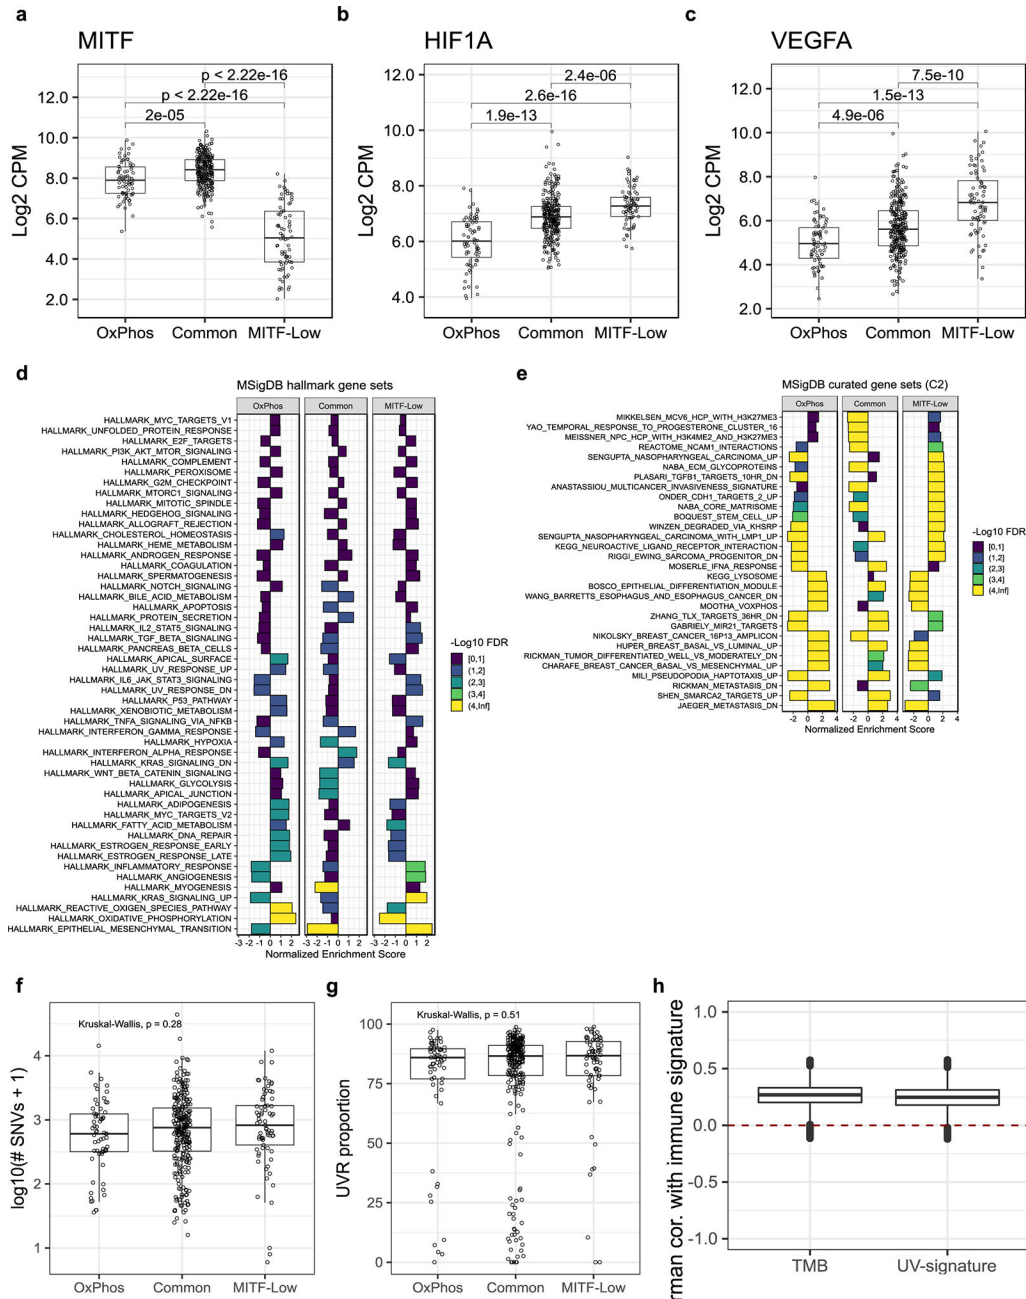 a
MITF
Log2 CPM
12.0
10.0
8.0
6.0
4.0
2.0
p < 2.22e-16
p < 2.22e-16
2e-05
OxPhos Common MITF-Low
b
HIF1A
Log2 CPM
12.0
10.0
8.0
6.0
4.0
2.4e-06
2.6e-16
1.9e-13
OxPhos Common MITF-Low
c
VEGFA
Log2 CPM
12.0
10.0
8.0
6.0
4.0
2.0
7.5e-10
1.5e-13
4.9e-06
OxPhos Common MITF-Low
d
MSigDB hallmark gene sets
OxPhos Common MITF-Low
HALLMARK_MYC_TARGETS_V1
HALLMARK_UNFOLDED_PROTEIN_RESPONSE
HALLMARK_E2F_TARGETS
HALLMARK_PI3K_AKT_MTOR_SIGNALING
HALLMARK_COMPLEMENT
HALLMARK_PEROXISOME
HALLMARK_G2M_CHECKPOINT
HALLMARK_MTORC1_SIGNALING
HALLMARK_MITOTIC_SPINDLE
HALLMARK_HEDGEHOG_SIGNALING
HALLMARK_ALLOGRAFT_REJECTION
HALLMARK_CHOLESTEROL_HOMEOSTASIS
HALLMARK_HEME_METABOLISM
HALLMARK_ANDROGEN_RESPONSE
HALLMARK_COAGULATION
HALLMARK_SPERMATOGENESIS
HALLMARK_NOTCH_SIGNALING
HALLMARK_BILE_ACID_METABOLISM
HALLMARK_APOPTOSIS
HALLMARK_PROTEIN_SECRETION
HALLMARK_IL2_STAT5_SIGNALING
HALLMARK_TGF_BETA_SIGNALING
HALLMARK_PANCREAS_BETA_CELLS
HALLMARK_APICAL_SURFACE
HALLMARK_UV_RESPONSE_UP
HALLMARK_IL6_JAK_STAT3_SIGNALING
HALLMARK_UV_RESPONSE_DN
HALLMARK_P53_PATHWAY
HALLMARK_XENOBIOTIC_METABOLISM
HALLMARK_TNFA_SIGNALING_VIA_NFKB
HALLMARK_INTERFERON_GAMMA_RESPONSE
HALLMARK_HYPOXIA
HALLMARK_INTERFERON_ALPHA_RESPONSE
HALLMARK_KRAS_SIGNALING_DN
HALLMARK_WNT_BETA_CATENIN_SIGNALING
HALLMARK_GLYCOLYSIS
HALLMARK_APICAL_JUNCTION
HALLMARK_ADIPOGENESIS
HALLMARK_MYC_TARGETS_V2
HALLMARK_FATTY_ACID_METABOLISM
HALLMARK_DNA_REPAIR
HALLMARK_ESTROGEN_RESPONSE_EARLY
HALLMARK_ESTROGEN_RESPONSE_LATE
HALLMARK_INFLAMMATORY_RESPONSE
HALLMARK_ANGIOGENESIS
HALLMARK_MYOGENESIS
HALLMARK_KRAS_SIGNALING_UP
HALLMARK_REACTIVE_OXIGEN_SPECIES_PATHWAY
HALLMARK_OXIDATIVE_PHOSPHORYLATION
HALLMARK_EPITHELIAL_MESENCHYMAL_TRANSITION
-3 -2 -1 0 1 2 -3 -2 -1 0 1 2 -3 -2 -1 0 1 2
Normalized Enrichment Score
-Log10 FDR
[0,1]
(1,2]
(2,3]
(3,4]
(4,Inf]
e
MSigDB curated gene sets (C2)
OxPhos Common MITF-Low
MIKKELSEN_MCV6_HCP_WITH_H3K27ME3
YAO_TEMPORAL_RESPONSE_TO_PROGESTERONE_CLUSTER_16
MEISSNER_NPC_HCP_WITH_H3K4ME2_AND_H3K27ME3
REACTOME_NCAM1_INTERACTIONS
SENGUPTA_NASOPHARYNGEAL_CARCINOMA_UP
NABA_ECM_GLYCOPROTEINS
PLASARI_TGFB1_TARGETS_10HR_DN
ANASTASSIOU_MULTICANCER_INVASIVENESS_SIGNATURE
ONDER_CDH1_TARGETS_2_UP
NABA_CORE_MATRISOME
BOQUEST_STEM_CELL_UP
WINZEN_DEGRADED_VIA_KHSRP
SENGUPTA_NASOPHARYNGEAL_CARCINOMA_WITH_LMP1_UP
KEGG_NEUROACTIVE_LIGAND_RECEPTOR_INTERACTION
RIGGI_EWING_SARCOMA_PROGENITOR_DN
MOSERLE_IFNA_RESPONSE
KEGG_LYSOSOME
BOSCO_EPITHELIAL_DIFFERENTIATION_MODULE
WANG_BARRETTS_ESOPHAGUS_AND_ESOPHAGUS_CANCER_DN
MOOTHA_VOXPHOS
ZHANG_TLX_TARGETS_36HR_DN
GABRIELY_MIR21_TARGETS
NIKOLSKY_BREAST_CANCER_16P13_AMPLICON
HUPER_BREAST_BASAL_VS_LUMINAL_UP
RICKMAN_TUMOR_DIFFERENTIATED_WELL_VS_MODERATELY_DN
CHARAFE_BREAST_CANCER_BASAL_VS_MESENCHYMAL_UP
MILI_PSEUDOPODIA_HAPTOTAXIS_UP
RICKMAN_METASTASIS_DN
SHEN_SMARCA2_TARGETS_UP
JAEGER_METASTASIS_DN
-2 0 2 4 -2 0 2 4 -2 0 2 4
Normalized Enrichment Score
-Log10 FDR
[0,1]
(1,2]
(2,3]
(3,4]
(4,Inf]
f
log10(# SNVs + 1)
Kruskal-Wallis, p = 0.28
4
3
2
1
OxPhos Common MITF-Low
g
UVR proportion
Kruskal-Wallis, p = 0.51
100
75
50
25
0
OxPhos Common MITF-Low
h
rman cor. with immune signature
1.0
0.5
0.0
-0.5
-1.0
TMB UV-signature